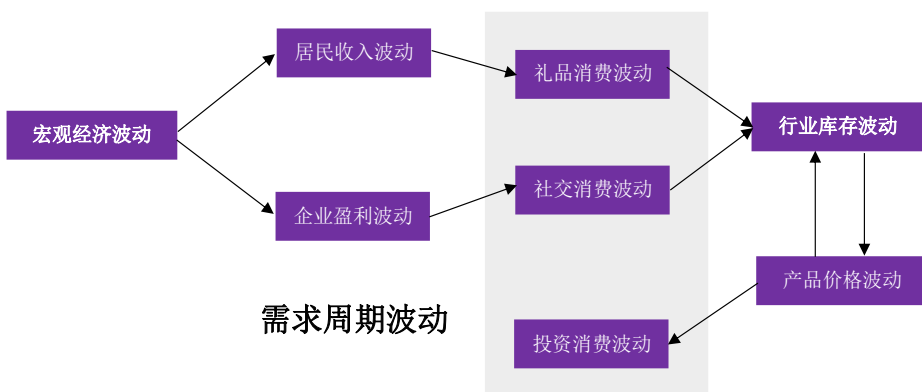 居民收入波动
礼品消费波动
宏观经济波动
行业库存波动
企业盈利波动
社交消费波动
产品价格波动
需求周期波动
投资消费波动